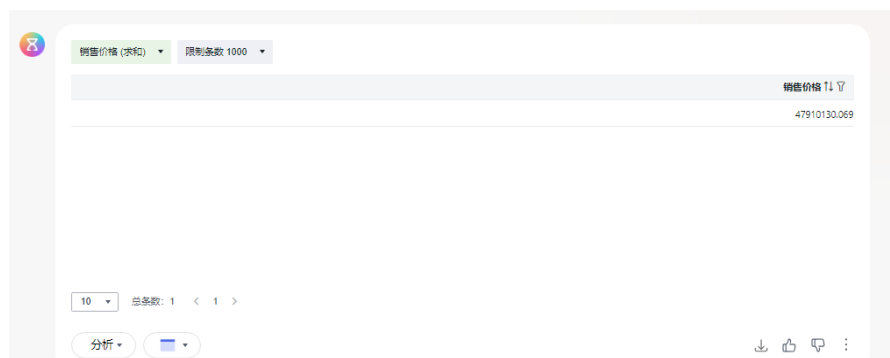 销售价格 (求和) 限制条数 1000
销售价格
47910130.069
10 总条数: 1 1
分析